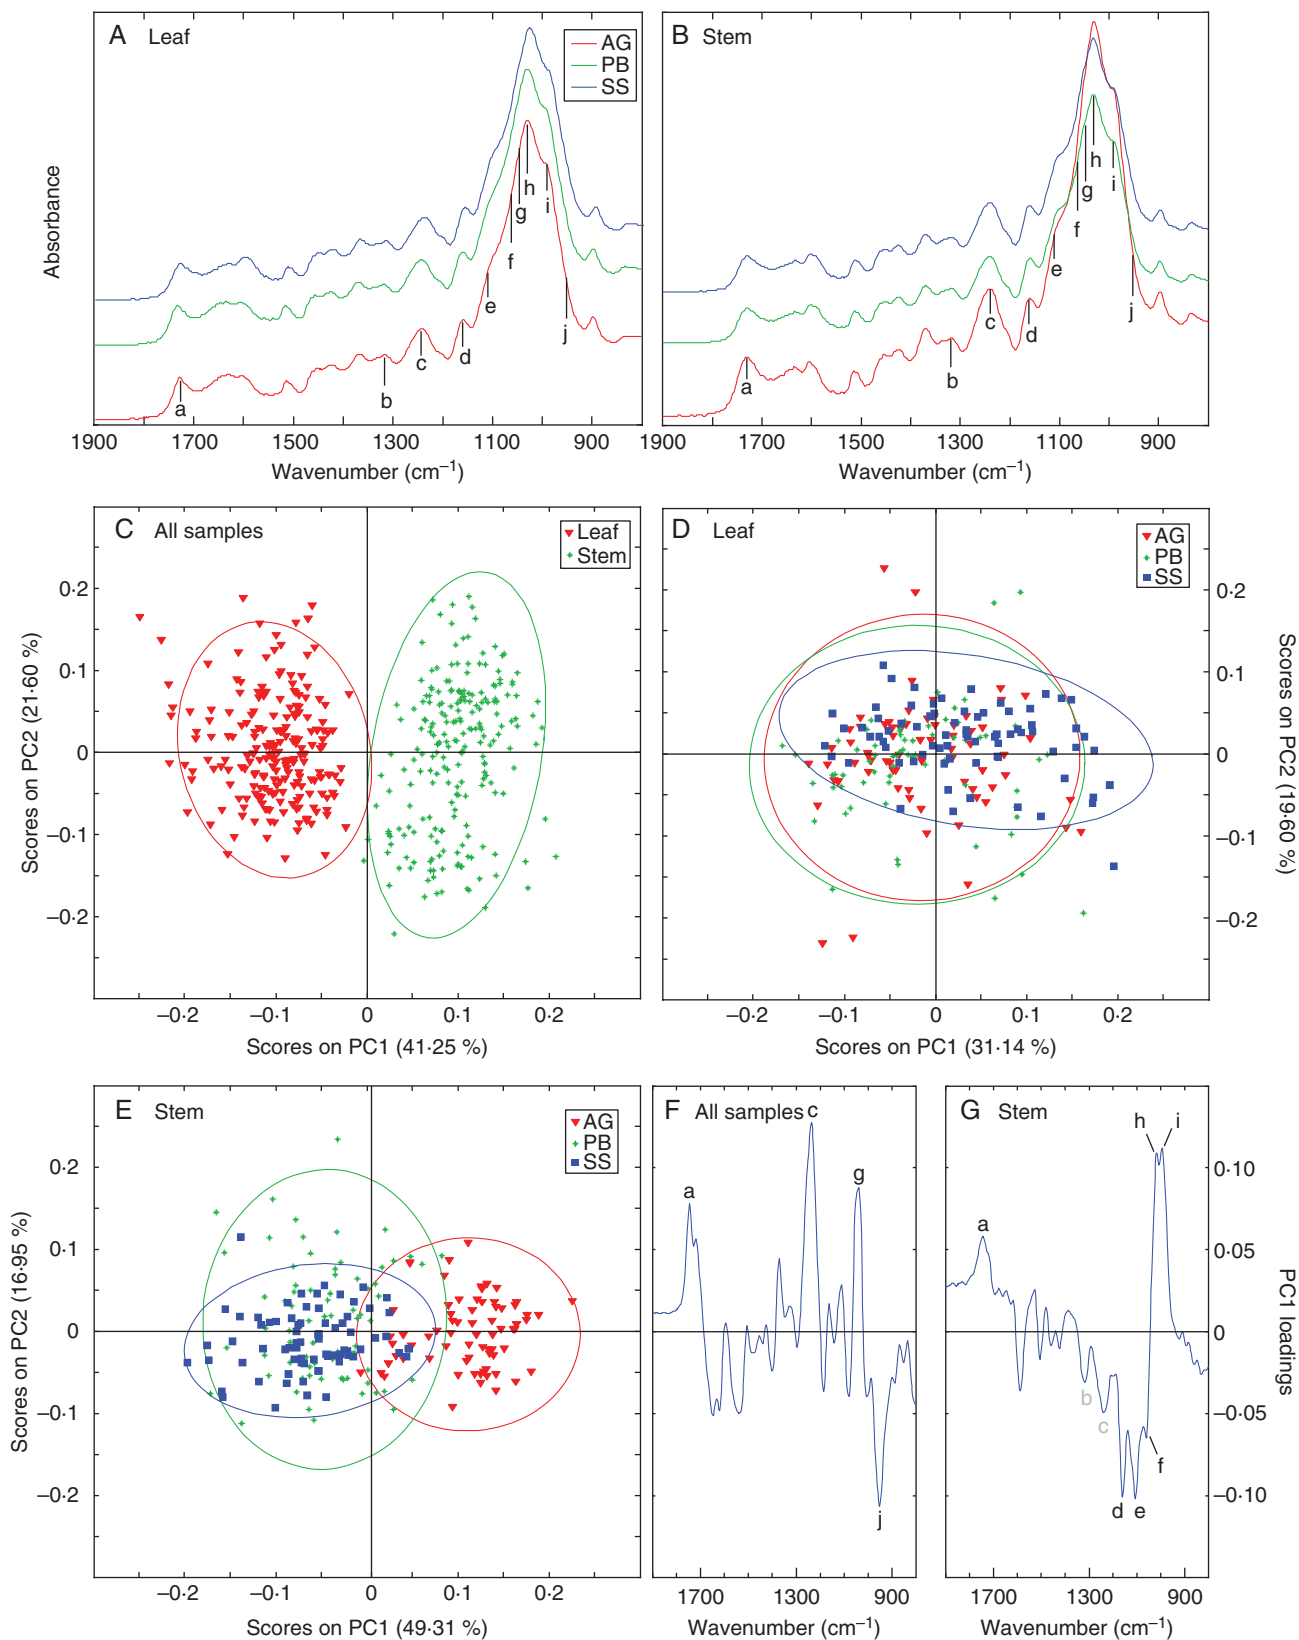 A Leaf
AG
PB
SS
Absorbance
a
b
c
d
e
f
g
h
i
j
1900 1700 1500 1300 1100 900
Wavenumber (cm⁻¹)
B Stem
a
b
c
d
e
f
g
h
i
j
1900 1700 1500 1300 1100 900
Wavenumber (cm⁻¹)
C All samples
Leaf
Stem
Scores on PC2 (21·60 %)
0·2
0·1
0
−0·1
−0·2
−0·2 −0·1 0 0·1 0·2
Scores on PC1 (41·25 %)
D Leaf
AG
PB
SS
0·2
0·1
0
−0·1
−0·2
Scores on PC2 (19·60 %)
−0·2 −0·1 0 0·1 0·2
Scores on PC1 (31·14 %)
E Stem
AG
PB
SS
Scores on PC2 (16·95 %)
0·2
0·1
0
−0·1
−0·2
−0·2 −0·1 0 0·1 0·2
Scores on PC1 (49·31 %)
F All samples
a
c
g
j
1700 1300 900
Wavenumber (cm⁻¹)
G Stem
a
b
c
d
e
f
h
i
0·10
0·05
0
−0·05
−0·10
PC1 loadings
1700 1300 900
Wavenumber (cm⁻¹)